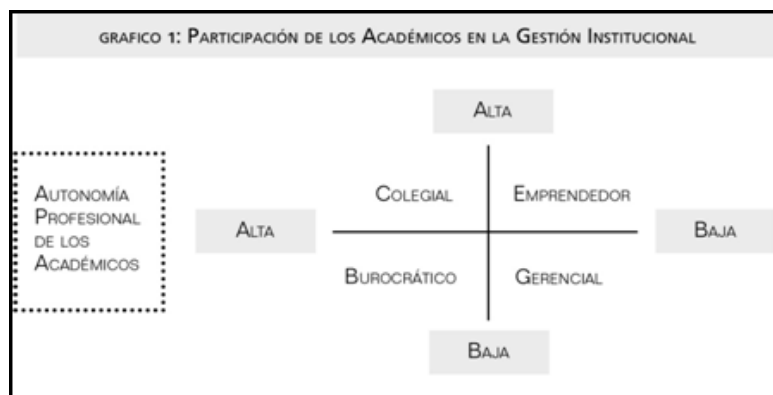 GRAFICO 1: PARTICIPACIÓN DE LOS ACADÉMICOS EN LA GESTIÓN INSTITUCIONAL
ALTA
AUTONOMÍA
PROFESIONAL
DE LOS
ACADÉMICOS
COLEGIAL
EMPRENDEDOR
ALTA
BAJA
BUROCRÁTICO
GERENCIAL
BAJA